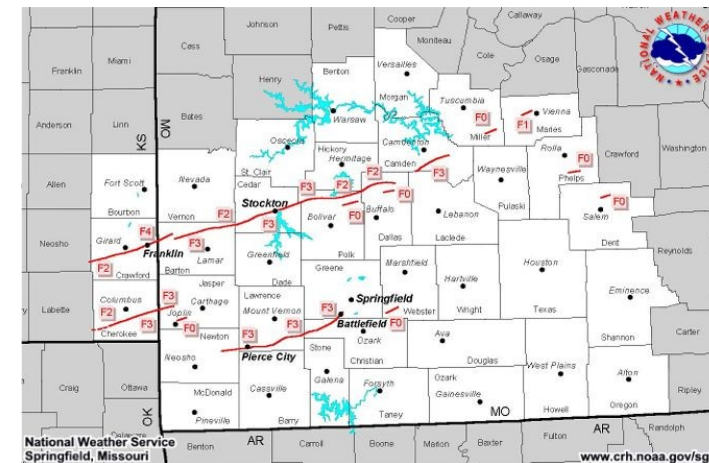 Cooper
Callaway
Johnson
Pettis
Moniteau
Cole
Osage
Gasconade
NATIONAL WEATHER
Cass
Franklin
Miami
Versailles
Benton
Morgan
Henry
Tuscumbia
F0
Miller
F1
Vienna
Maries
Warsaw
Bates
Anderson
Linn
KS
MO
Osceola
Hickory
Hermitage
Camdenton
Camden
Rolla
F0
Phelps
Crawford
Washington
Allen
Fort Scott
Bourbon
Nevada
Vernon
St. Clair
Cedar
F3
F2
F2
F3
Waynesville
Pulaski
F0
Salem
Dent
Stockton
F2
F3
Bolivar
F0
Buffalo
F0
Lebanon
Neosho
Girard
F4
Franklin
F2
Crawford
F3
Lamar
Barton
Greenfield
Dade
Polk
Dallas
Laclede
Reynolds
Houston
Texas
Greene
Marshfield
Hartville
Wright
Eminence
Shannon
Labette
Columbus
F2
F3
F3
Cherokee
Jasper
Carthage
Joplin
F0
Newton
Lawrence
Mount Vernon
F3
F3
F3
Springfield
Battlefield
F0
Webster
Ozark
Christian
Ava
Douglas
Carter
Neosho
Pierce City
Stone
Galena
West Plains
Howell
Alton
Oregon
Ripley
Craig
Ottawa
McDonald
Pineville
Cassville
Barry
Forsyth
Taney
Ozark
Gainesville
MO
OK
AR
AR
Benton
Carroll
Boone
Marion
Baxter
Fulton
Randolph
National Weather Service
Springfield, Missouri
www.crh.noaa.gov/sg